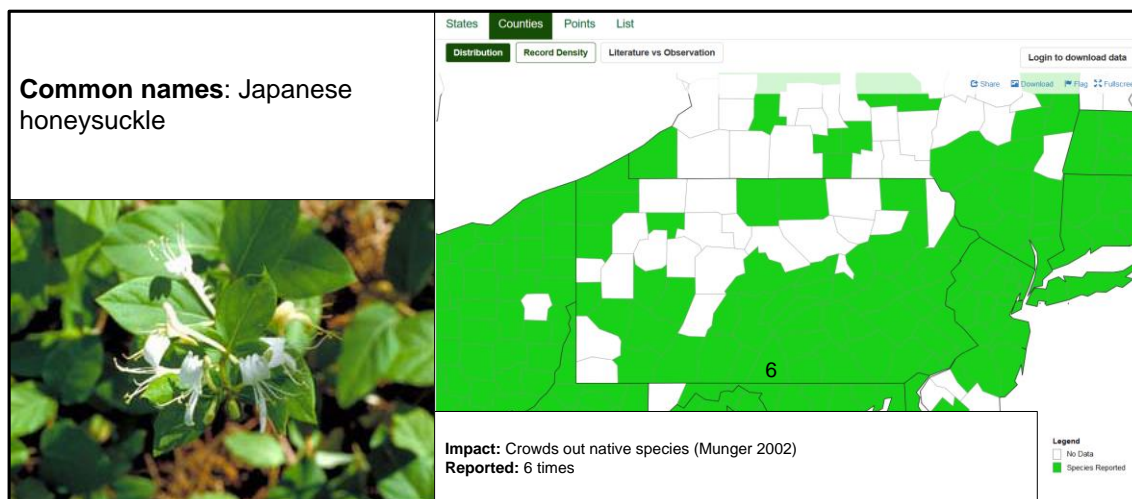 Common names: Japanese
honeysuckle
States Counties Points List
Distribution Record Density Literature vs Observation
Login to download data
Share Download Flag Fullscreen
6
Impact: Crowds out native species (Munger 2002)
Reported: 6 times
Legend
No Data
Species Reported